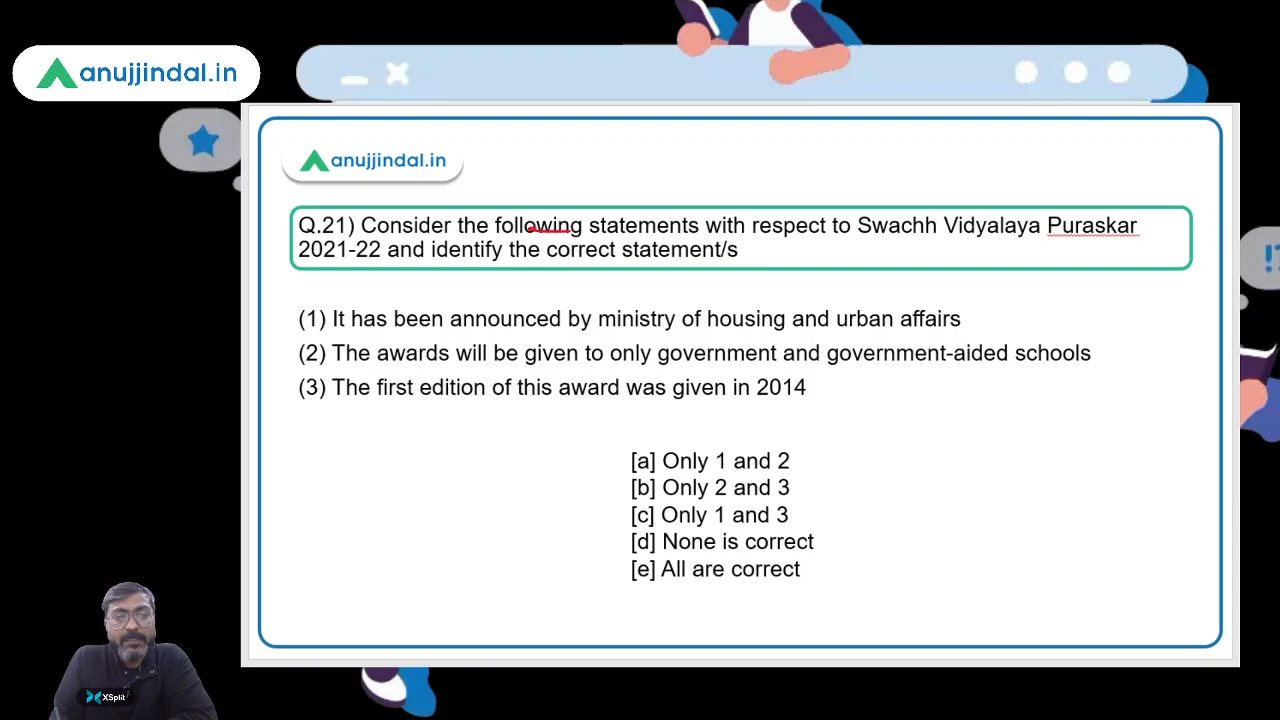 anujjindal.in
anujjindal.in
Q.21) Consider the following statements with respect to Swachh Vidyalaya Puraskar
2021-22 and identify the correct statement/s
(1) It has been announced by ministry of housing and urban affairs
(2) The awards will be given to only government and government-aided schools
(3) The first edition of this award was given in 2014
[a] Only 1 and 2
[b] Only 2 and 3
[c] Only 1 and 3
[d] None is correct
[e] All are correct
XSplit